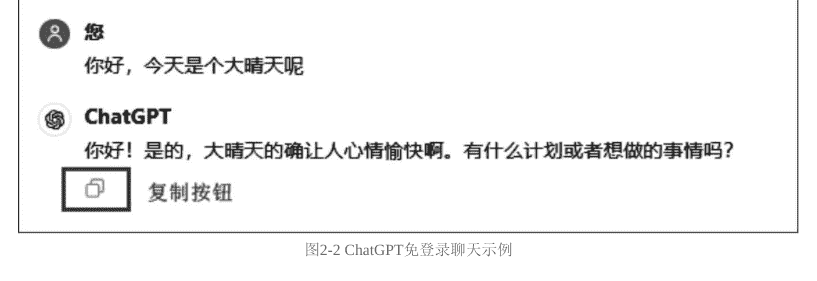 您
你好，今天是个大晴天呢
ChatGPT
你好！是的，大晴天的确让人心情愉快啊。有什么计划或者想做的事情吗？
复制按钮
图2-2 ChatGPT免登录聊天示例